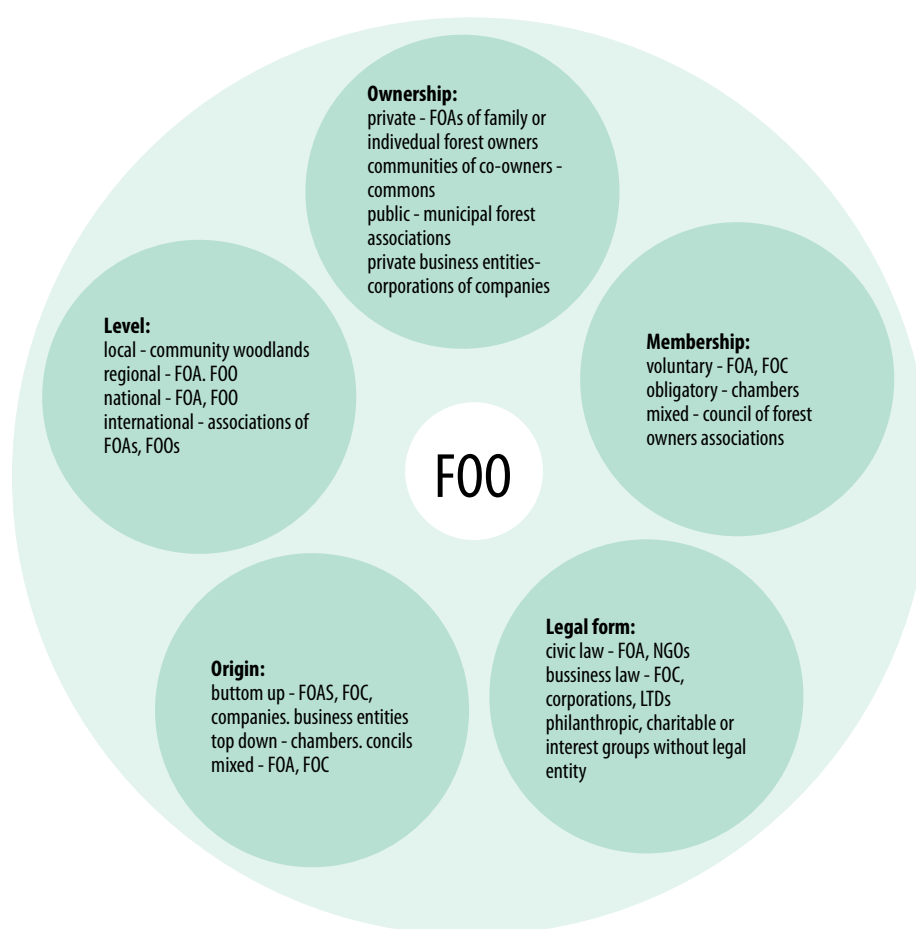 Ownership:
private - FOAs of family or
indivedual forest owners
communities of co-owners -
commons
public - municipal forest
associations
private business entities-
corporations of companies
Level:
local - community woodlands
regional - FOA. FOO
national - FOA, FOO
international - associations of
FOAs, FOOs
Membership:
voluntary - FOA, FOC
obligatory - chambers
mixed - council of forest
owners associations
FOO
Origin:
buttom up - FOAS, FOC,
companies. business entities
top down - chambers. concils
mixed - FOA, FOC
Legal form:
civic law - FOA, NGOs
bussiness law - FOC,
corporations, LTDs
philanthropic, charitable or
interest groups without legal
entity